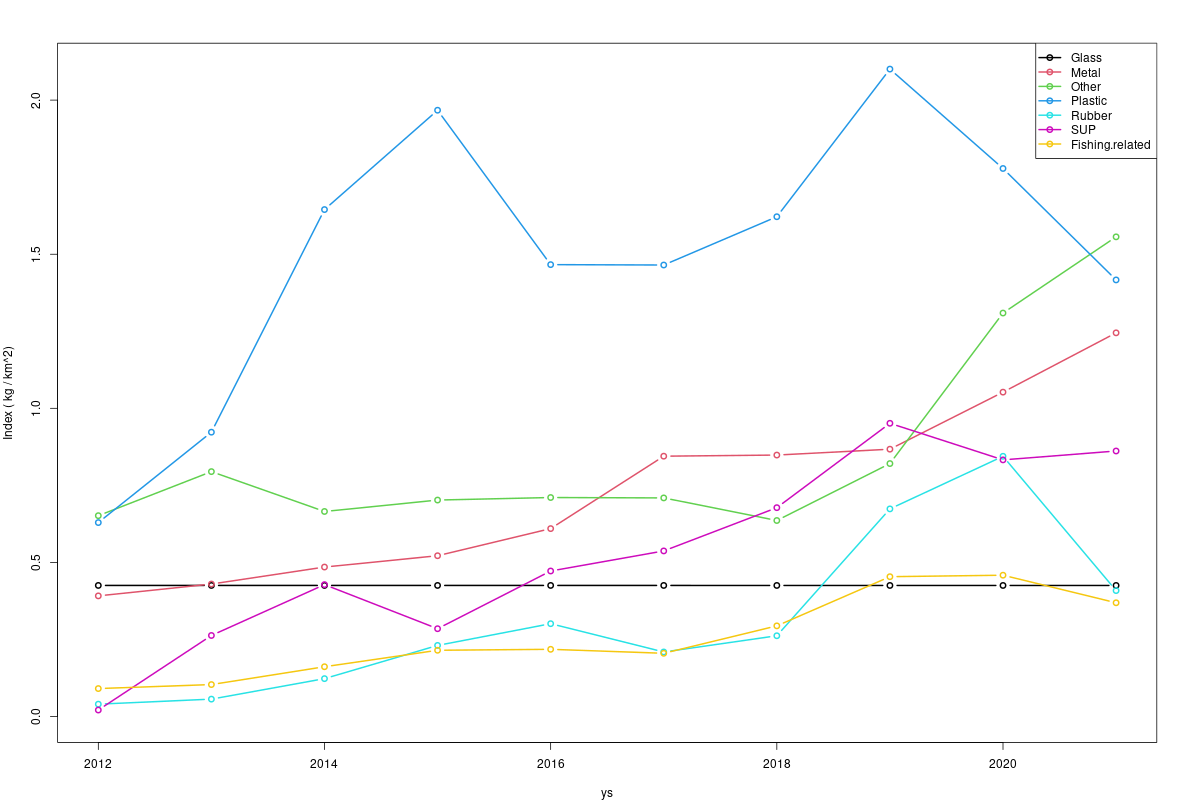 Glass
Metal
Other
Plastic
Rubber
SUP
Fishing.related
2.0
1.5
1.0
0.5
0.0
Index ( kg / km^2)
2012
2014
2016
2018
2020
ys